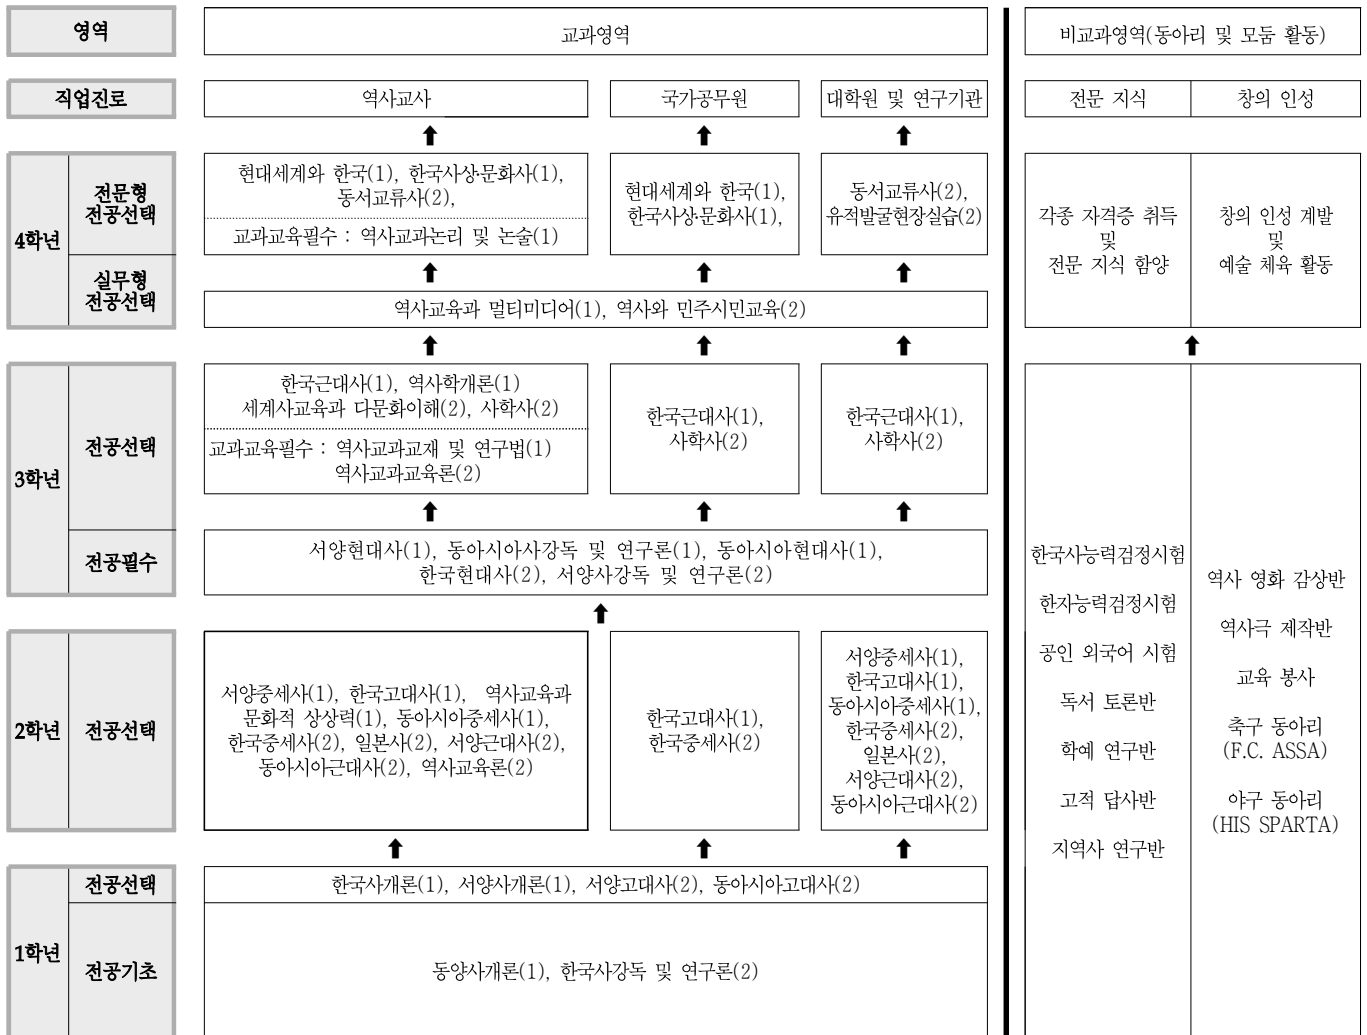 영역
교과영역
비교과영역(동아리 및 모둠 활동)
직업진로
역사교사
국가공무원
대학원 및 연구기관
전문 지식
창의 인성
4학년
전문형
전공선택
현대세계와 한국(1), 한국사상·문화사(1),
동서교류사(2),
교과교육필수 : 역사교과논리 및 논술(1)
현대세계와 한국(1),
한국사상·문화사(1),
동서교류사(2),
유적발굴현장실습(2)
각종 자격증 취득
및
전문 지식 함양
창의 인성 계발
및
예술 체육 활동
실무형
전공선택
역사교육과 멀티미디어(1), 역사와 민주시민교육(2)
3학년
전공선택
한국근대사(1), 역사학개론(1)
세계사교육과 다문화이해(2), 사학사(2)
교과교육필수 : 역사교과교재 및 연구법(1)
역사교과교육론(2)
한국근대사(1),
사학사(2)
한국근대사(1),
사학사(2)
전공필수
서양현대사(1), 동아시아사강독 및 연구론(1), 동아시아현대사(1),
한국현대사(2), 서양사강독 및 연구론(2)
2학년
전공선택
서양중세사(1), 한국고대사(1), 역사교육과
문화적 상상력(1), 동아시아중세사(1),
한국중세사(2), 일본사(2), 서양근대사(2),
동아시아근대사(2), 역사교육론(2)
한국고대사(1),
한국중세사(2)
서양중세사(1),
한국고대사(1),
동아시아중세사(1),
한국중세사(2),
일본사(2),
서양근대사(2),
동아시아근대사(2)
1학년
전공선택
한국사개론(1), 서양사개론(1), 서양고대사(2), 동아시아고대사(2)
전공기초
동양사개론(1), 한국사강독 및 연구론(2)
한국사능력검정시험
한자능력검정시험
공인 외국어 시험
독서 토론반
학예 연구반
고적 답사반
지역사 연구반
역사 영화 감상반
역사극 제작반
교육 봉사
축구 동아리
(F.C. ASSA)
야구 동아리
(HIS SPARTA)